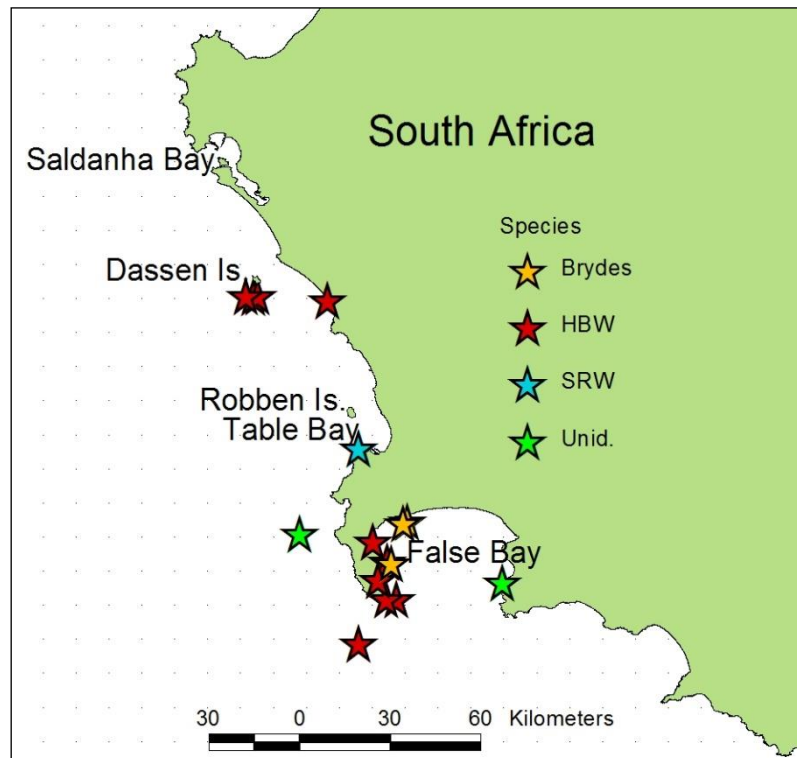 South Africa
Saldanha Bay
Species
Dassen Is
Brydes
HBW
SRW
Robben Is.
Table Bay
Unid.
False Bay
30 0 30 60 Kilometers